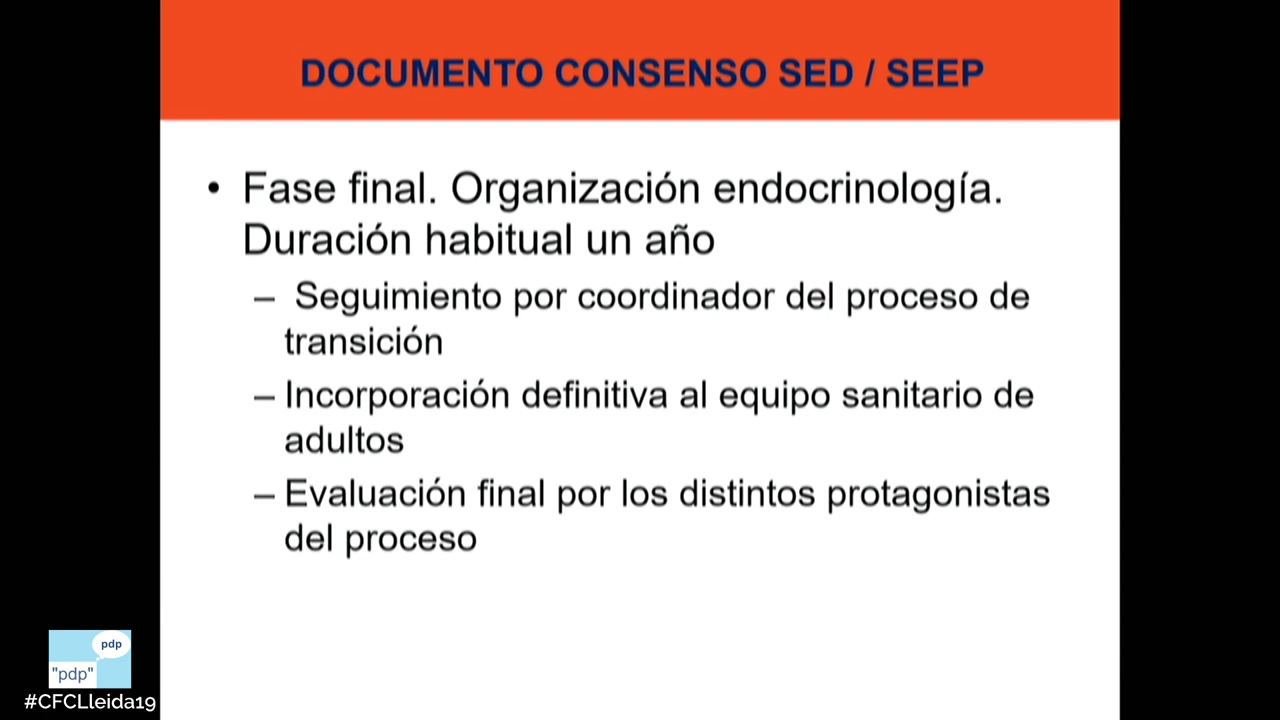 DOCUMENTO CONSENSO SED / SEEP
• Fase final. Organización endocrinología.
Duración habitual un año
– Seguimiento por coordinador del proceso de
transición
– Incorporación definitiva al equipo sanitario de
adultos
– Evaluación final por los distintos protagonistas
del proceso
pdp
"pdp"
#CFCLleida19